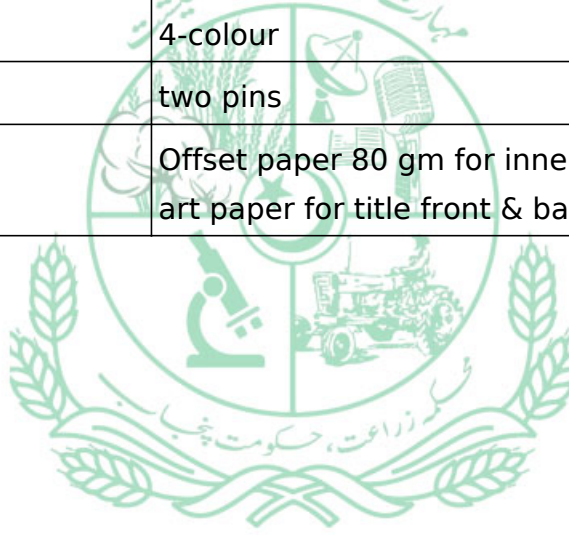 4-colour
two pins
Offset paper 80 gm for inne
art paper for title front & ba
محکمہ زراعت، حکومت پنجاب